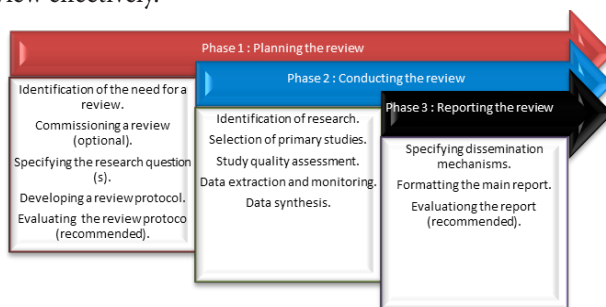 view effectively.
Phase 1 : Planning the review
Identification of the need for a
review.
Commissioning a review
(optional).
Specifying the research question
(s).
Developing a review protocol.
Evaluating the review protoco
(recommended).
Phase 2 : Conducting the review
Identification of research.
Selection of primary studies.
Study quality assessment.
Data extraction and monitoring.
Data synthesis.
Phase 3 : Reporting the review
Specifying dissemination
mechanisms.
Formatting the main report.
Evaluationg the report
(recommended).